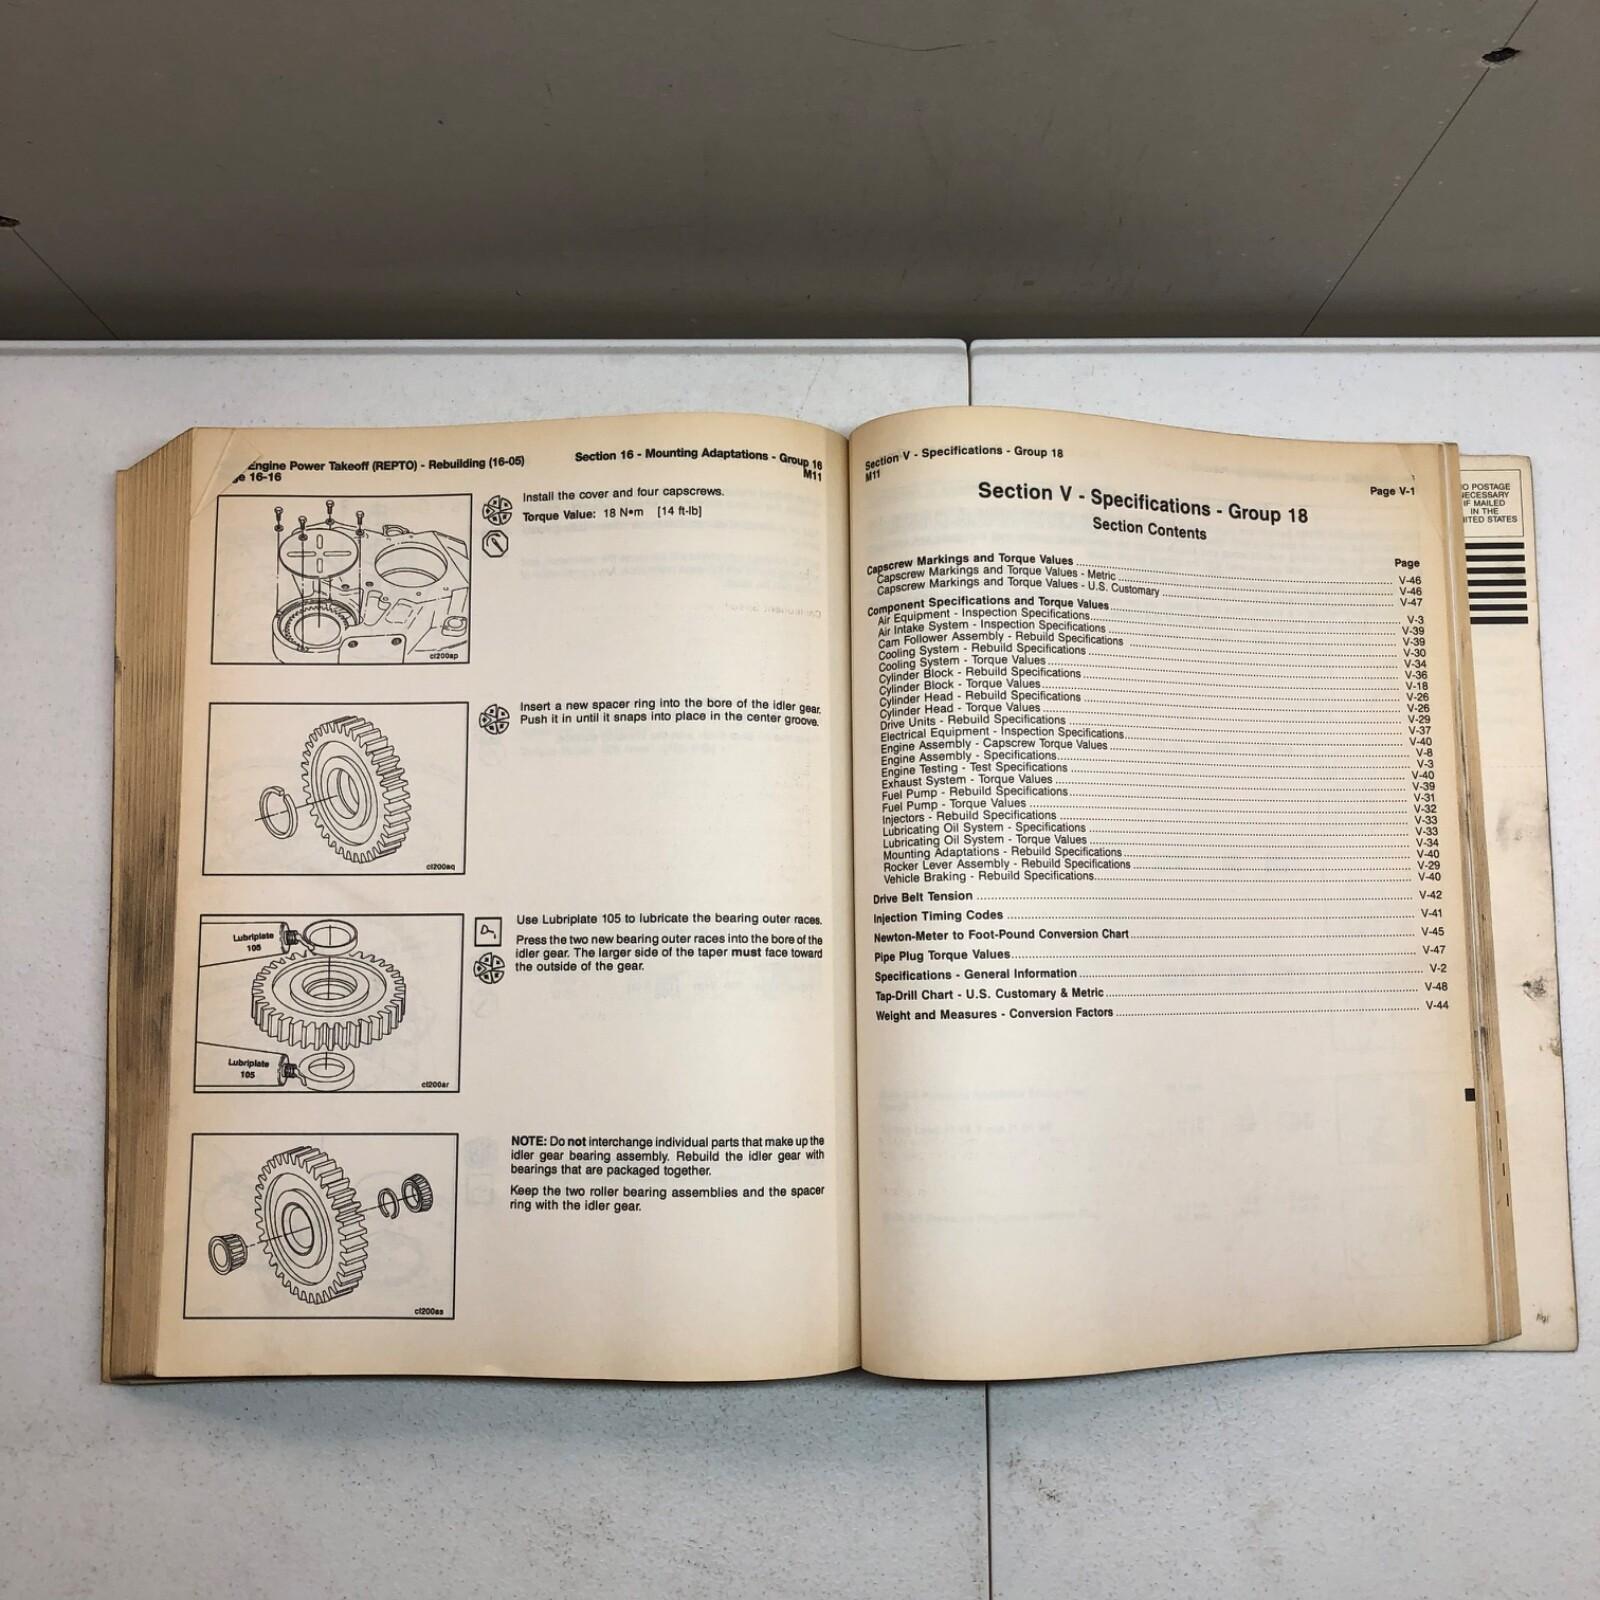 Engine Power Takeoff (REPTO) - Rebuilding (16-05)
16-16
Section 16 - Mounting Adaptations - Group 16
M11
cl200ap
Install the cover and four capscrews.
Torque Value: 18 N•m [14 ft-lb]
cl200aq
Insert a new spacer ring into the bore of the idler gear.
Push it in until it snaps into place in the center groove.
Lubriplate
105
Lubriplate
105
cl200ar
Use Lubriplate 105 to lubricate the bearing outer races.
Press the two new bearing outer races into the bore of the
idler gear. The larger side of the taper must face toward
the outside of the gear.
cl200as
NOTE: Do not interchange individual parts that make up the
idler gear bearing assembly. Rebuild the idler gear with
bearings that are packaged together.
Keep the two roller bearing assemblies and the spacer
ring with the idler gear.
Section V - Specifications - Group 18
M11
Page V-1
Section V - Specifications - Group 18
Section Contents
Page
Capscrew Markings and Torque Values ... V-46
Capscrew Markings and Torque Values - Metric ... V-46
Capscrew Markings and Torque Values - U.S. Customary ... V-47
Component Specifications and Torque Values ... V-3
Air Equipment - Inspection Specifications ... V-39
Air Intake System - Inspection Specifications ... V-39
Cam Follower Assembly - Rebuild Specifications ... V-30
Cooling System - Rebuild Specifications ... V-34
Cooling System - Torque Values ... V-36
Cylinder Block - Rebuild Specifications ... V-18
Cylinder Block - Torque Values ... V-26
Cylinder Head - Rebuild Specifications ... V-26
Cylinder Head - Torque Values ... V-29
Drive Units - Rebuild Specifications ... V-37
Electrical Equipment - Inspection Specifications ... V-40
Engine Assembly - Capscrew Torque Values ... V-8
Engine Assembly - Specifications ... V-3
Engine Testing - Test Specifications ... V-40
Exhaust System - Torque Values ... V-39
Fuel Pump - Rebuild Specifications ... V-31
Fuel Pump - Torque Values ... V-32
Injectors - Rebuild Specifications ... V-33
Lubricating Oil System - Specifications ... V-33
Lubricating Oil System - Torque Values ... V-34
Mounting Adaptations - Rebuild Specifications ... V-40
Rocker Lever Assembly - Rebuild Specifications ... V-29
Vehicle Braking - Rebuild Specifications ... V-40
Drive Belt Tension ... V-42
Injection Timing Codes ... V-41
Newton-Meter to Foot-Pound Conversion Chart ... V-45
Pipe Plug Torque Values ... V-47
Specifications - General Information ... V-2
Tap-Drill Chart - U.S. Customary & Metric ... V-48
Weight and Measures - Conversion Factors ... V-44
POSTAGE
NECESSARY
IF MAILED
IN THE
UNITED STATES